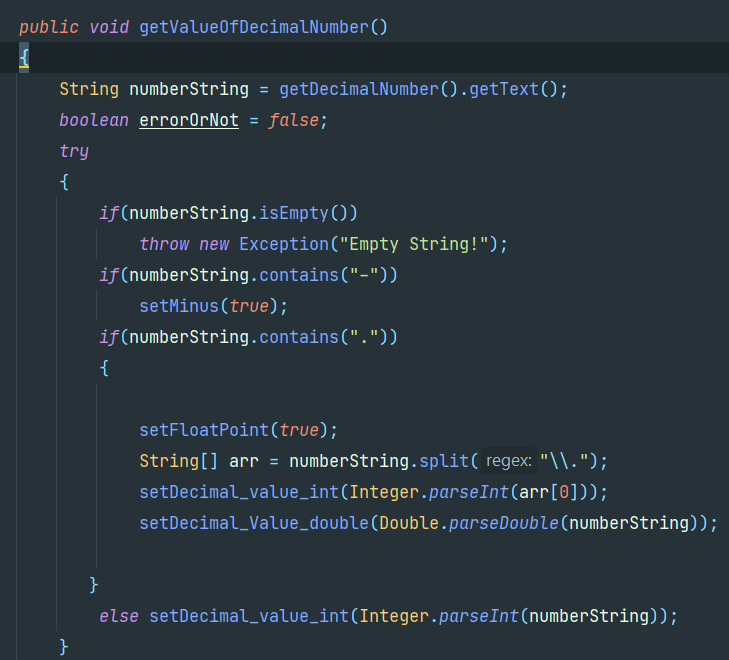 public void getValueOfDecimalNumber()
{
    String numberString = getDecimalNumber().getText();
    boolean errorOrNot = false;
    try
    {
        if(numberString.isEmpty())
            throw new Exception("Empty String!");
        if(numberString.contains("-"))
            setMinus(true);
        if(numberString.contains("."))
        {
            setFloatPoint(true);
            String[] arr = numberString.split( regex: "\\.");
            setDecimal_value_int(Integer.parseInt(arr[0]));
            setDecimal_Value_double(Double.parseDouble(numberString));
        }
        else setDecimal_value_int(Integer.parseInt(numberString));
    }